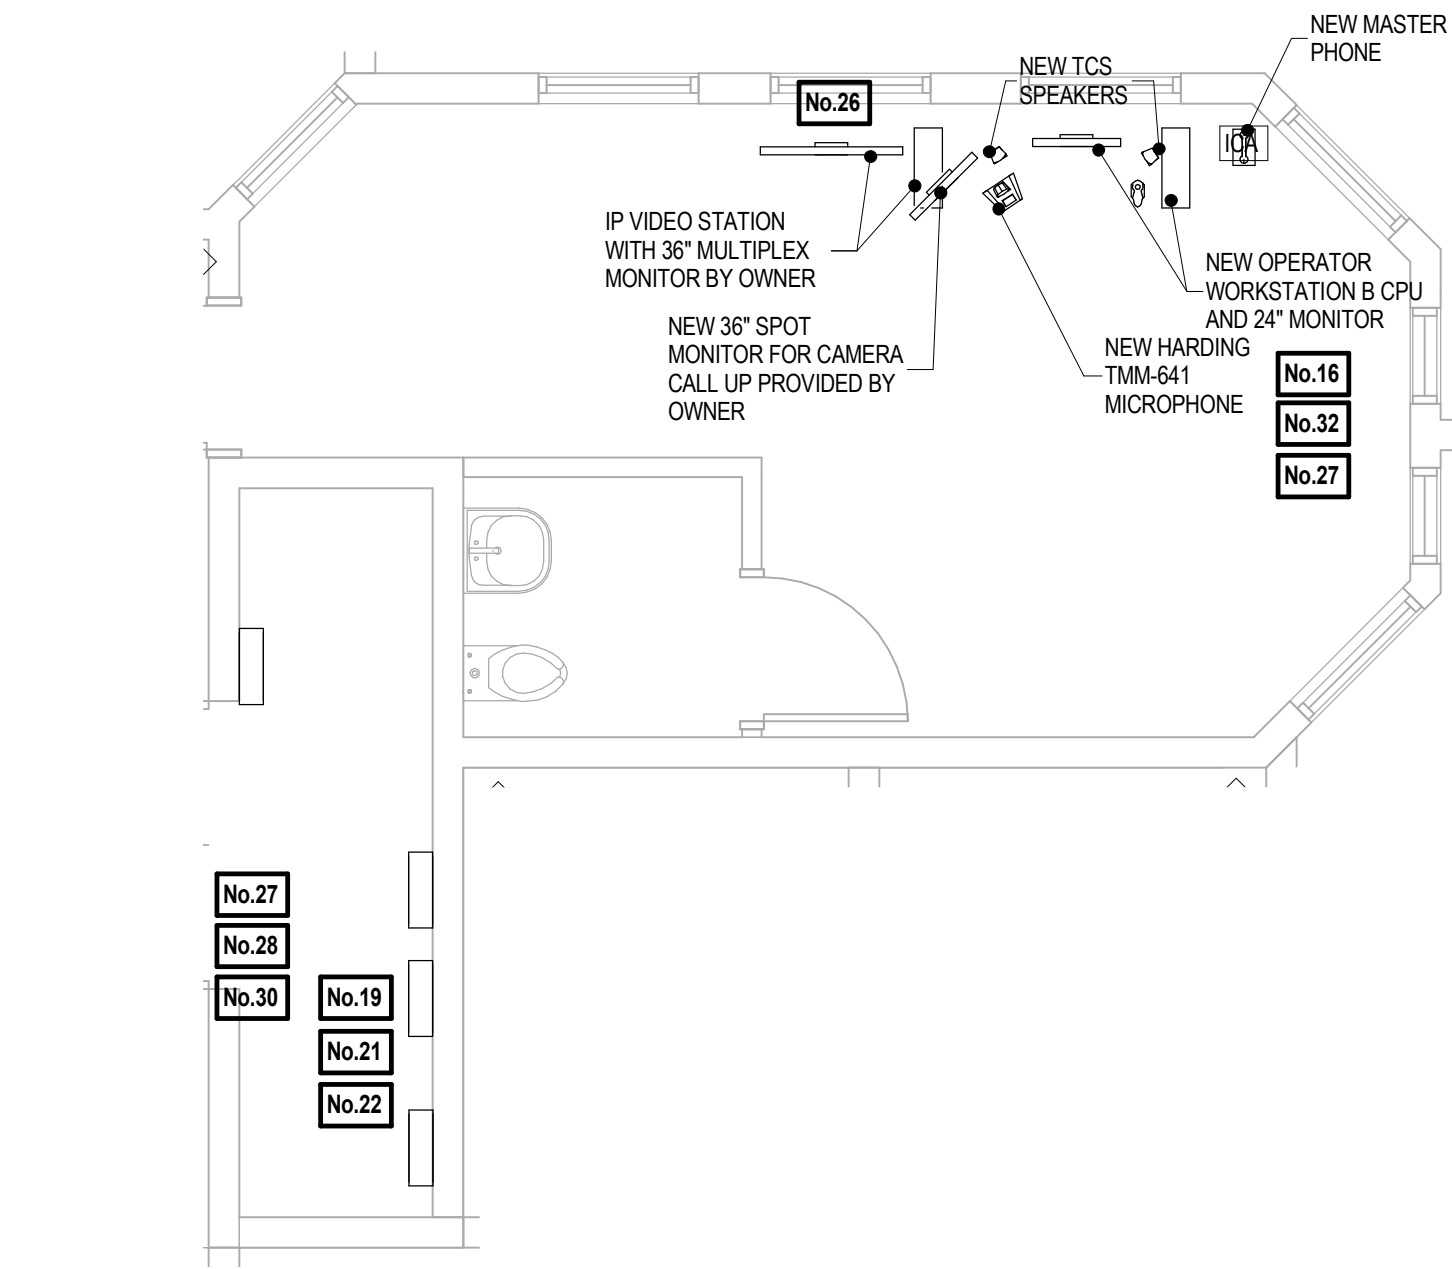 NEW MASTER
PHONE
NEW TCS
SPEAKERS
No.26
ICA
IP VIDEO STATION
WITH 36" MULTIPLEX
MONITOR BY OWNER
NEW OPERATOR
WORKSTATION B CPU
AND 24" MONITOR
NEW 36" SPOT
MONITOR FOR CAMERA
CALL UP PROVIDED BY
OWNER
NEW HARDING
TMM-641
MICROPHONE
No.16
No.32
No.27
No.27
No.28
No.30
No.19
No.21
No.22